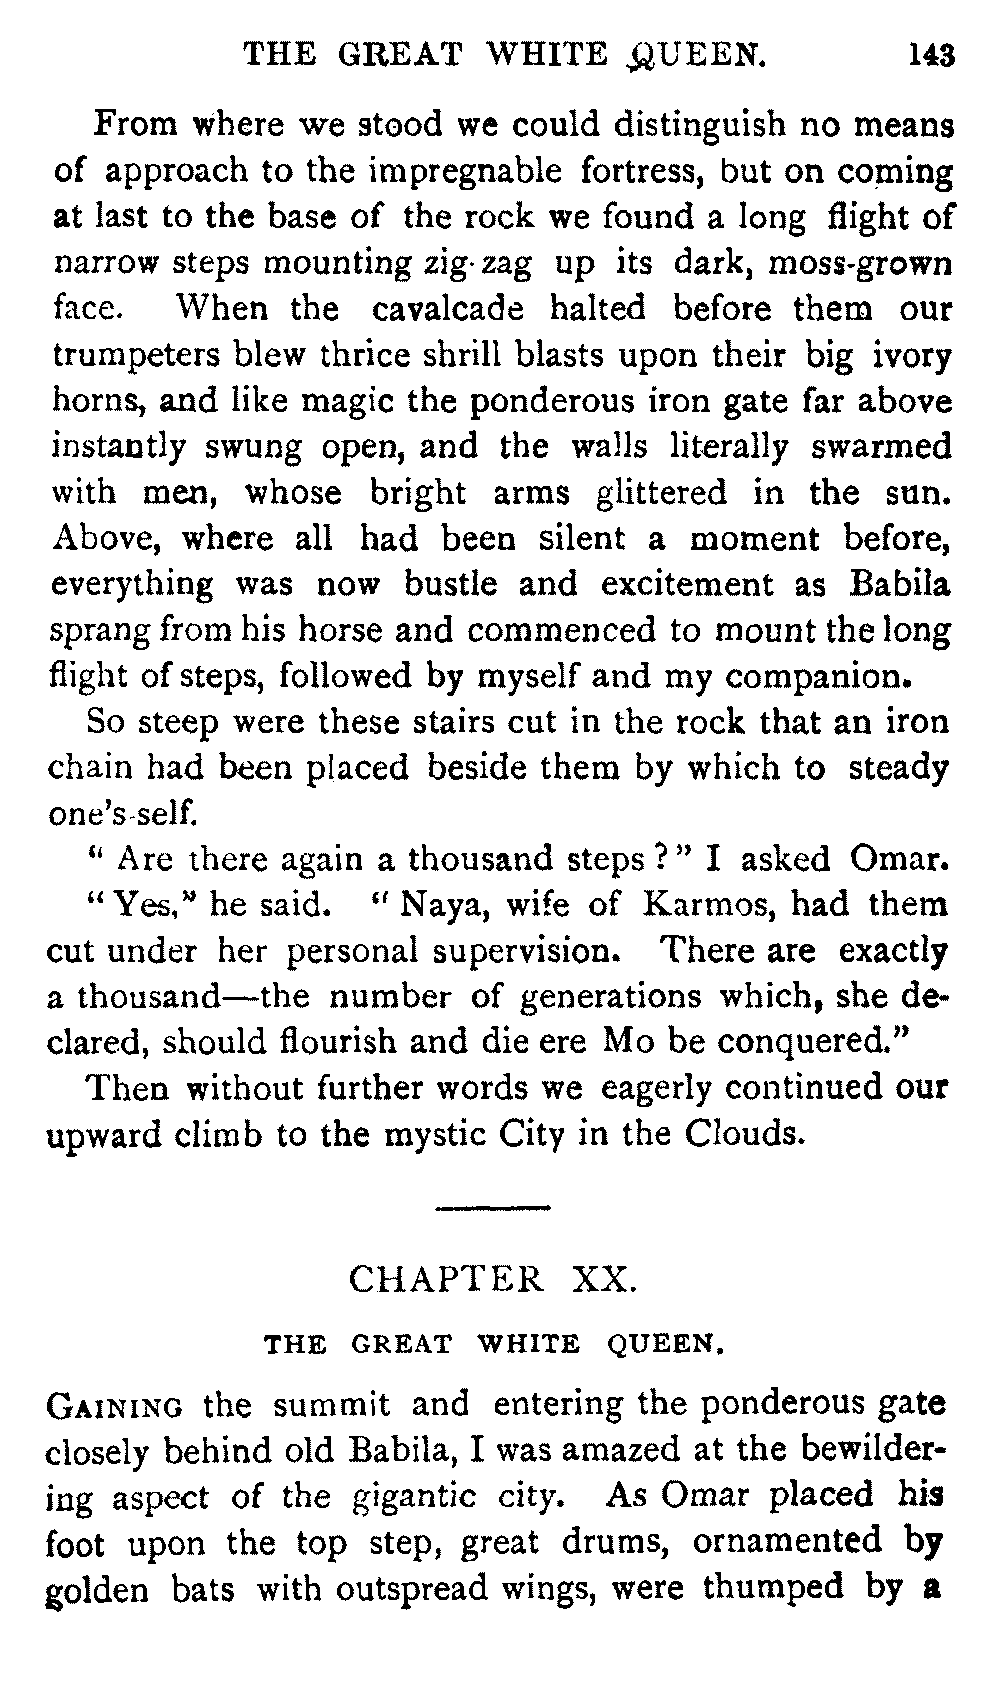 THE GREAT WHITE QUEEN. 143
From where we stood we could distinguish no means
of approach to the impregnable fortress, but on coming
at last to the base of the rock we found a long flight of
narrow steps mounting zig-zag up its dark, moss-grown
face. When the cavalcade halted before them our
trumpeters blew thrice shrill blasts upon their big ivory
horns, and like magic the ponderous iron gate far above
instantly swung open, and the walls literally swarmed
with men, whose bright arms glittered in the sun.
Above, where all had been silent a moment before,
everything was now bustle and excitement as Babila
sprang from his horse and commenced to mount the long
flight of steps, followed by myself and my companion.
So steep were these stairs cut in the rock that an iron
chain had been placed beside them by which to steady
one's-self.
“Are there again a thousand steps?” I asked Omar.
“Yes,” he said. “Naya, wife of Karmos, had them
cut under her personal supervision. There are exactly
a thousand—the number of generations which, she de-
clared, should flourish and die ere Mo be conquered.”
Then without further words we eagerly continued our
upward climb to the mystic City in the Clouds.
CHAPTER XX.
THE GREAT WHITE QUEEN.
GAINING the summit and entering the ponderous gate
closely behind old Babila, I was amazed at the bewilder-
ing aspect of the gigantic city. As Omar placed his
foot upon the top step, great drums, ornamented by
golden bats with outspread wings, were thumped by a